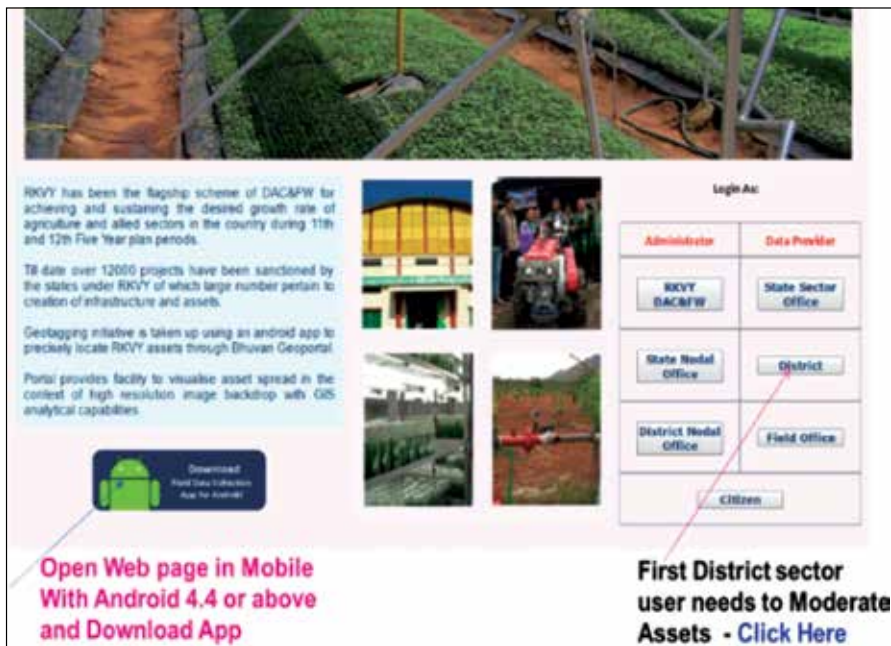 RKVY has been the flagship scheme of DAC&FW for
achieving and sustaining the desired growth rate of
agriculture and allied sectors in the country during 11th
and 12th Five Year plan periods.
Till date over 12000 projects have been sanctioned by
the states under RKVY of which large number pertain to
creation of infrastructure and assets.
Geotagging initiative is taken up using an android app to
precisely locate RKVY assets through Bhuvan Geoportal.
Portal provides facility to visualise asset spread in the
context of high resolution image backdrop with GIS
analytical capabilities.
Download
Field Data Collection
App for Android
Open Web page in Mobile
With Android 4.4 or above
and Download App
Login As:
Administrator
Data Provider
RKVY
DAC&FW
State Sector
Office
State Nodal
Office
District
District Nodal
Office
Field Office
Citizen
First District sector
user needs to Moderate
Assets - Click Here